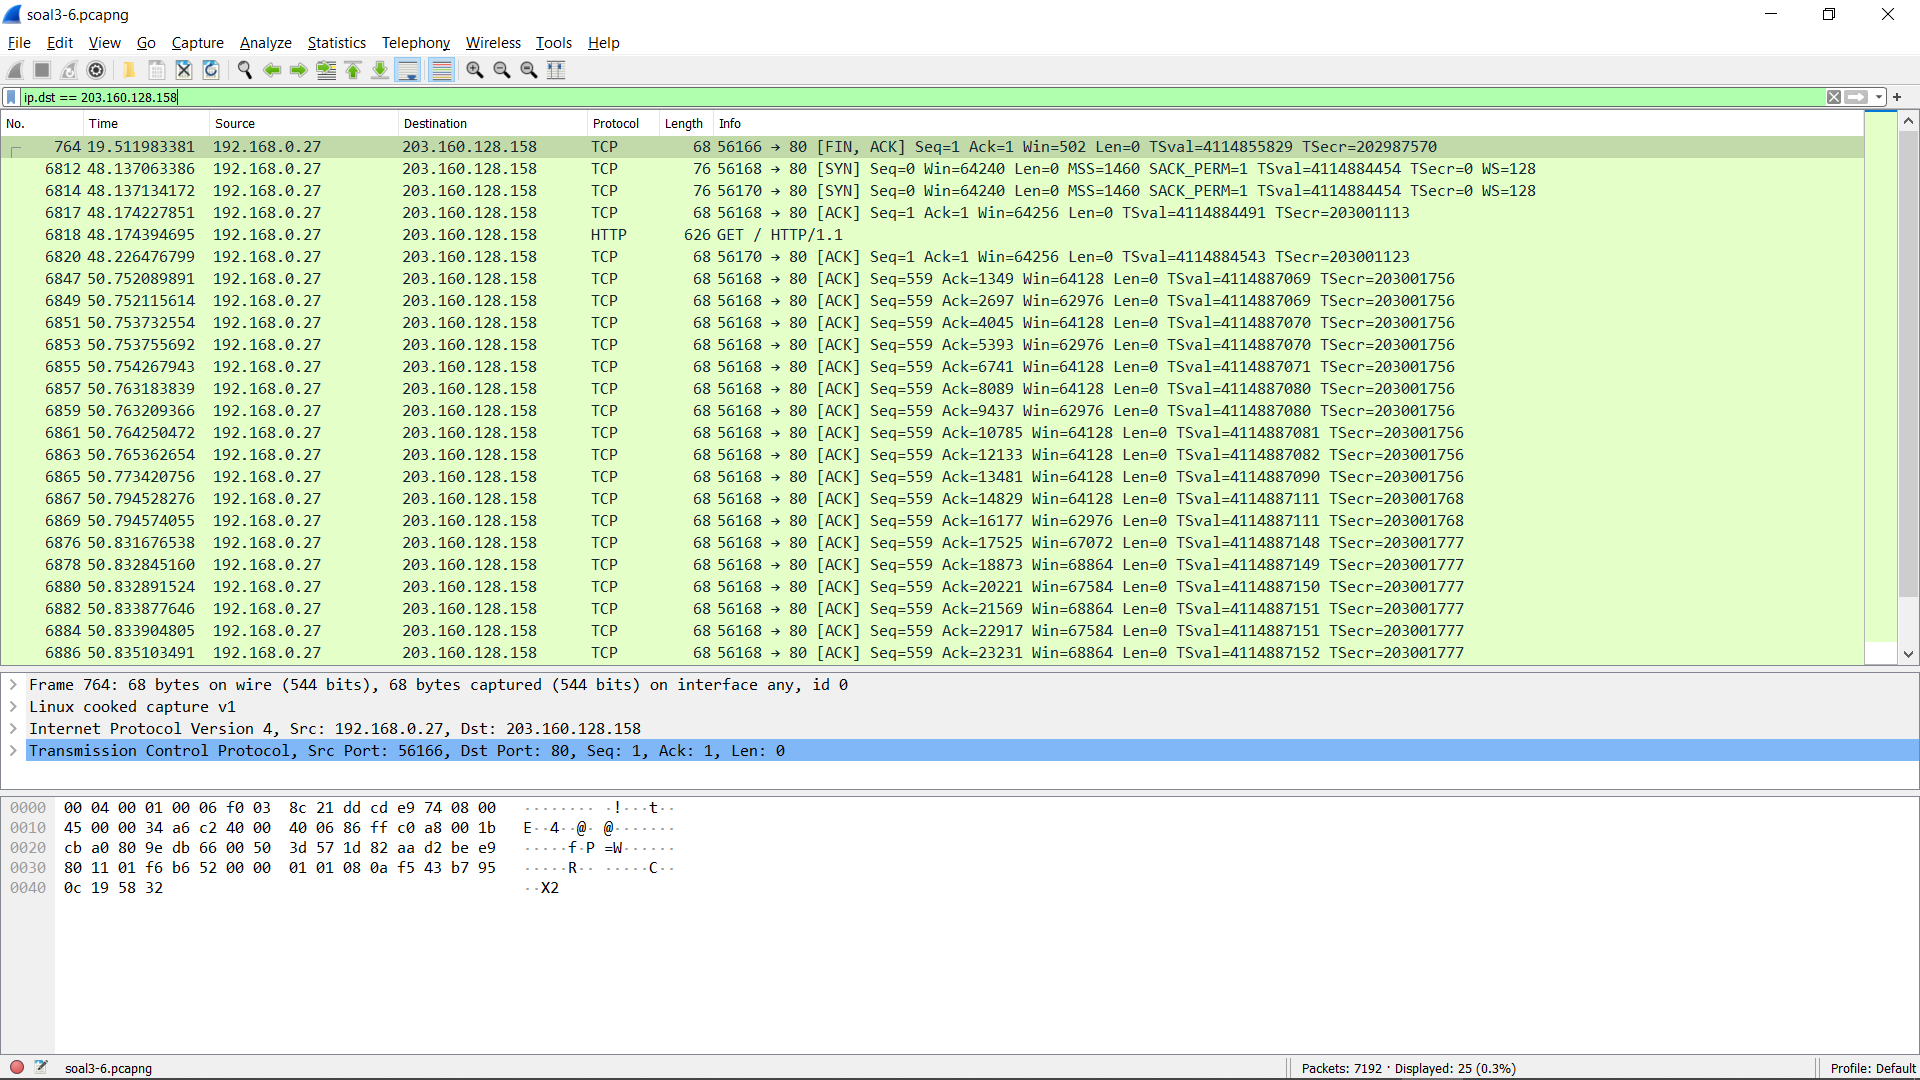 soal3-6.pcapng
File Edit View Go Capture Analyze Statistics Telephony Wireless Tools Help
ip.dst == 203.160.128.158
No. Time Source Destination Protocol Length Info
764 19.511983381 192.168.0.27 203.160.128.158 TCP 68 56166 → 80 [FIN, ACK] Seq=1 Ack=1 Win=502 Len=0 TSval=4114855829 TSecr=202987570
6812 48.137063386 192.168.0.27 203.160.128.158 TCP 76 56168 → 80 [SYN] Seq=0 Win=64240 Len=0 MSS=1460 SACK_PERM=1 TSval=4114884454 TSecr=0 WS=128
6814 48.137134172 192.168.0.27 203.160.128.158 TCP 76 56170 → 80 [SYN] Seq=0 Win=64240 Len=0 MSS=1460 SACK_PERM=1 TSval=4114884454 TSecr=0 WS=128
6817 48.174227851 192.168.0.27 203.160.128.158 TCP 68 56168 → 80 [ACK] Seq=1 Ack=1 Win=64256 Len=0 TSval=4114884491 TSecr=203001113
6818 48.174394695 192.168.0.27 203.160.128.158 HTTP 626 GET / HTTP/1.1
6820 48.226476799 192.168.0.27 203.160.128.158 TCP 68 56170 → 80 [ACK] Seq=1 Ack=1 Win=64256 Len=0 TSval=4114884543 TSecr=203001123
6847 50.752089891 192.168.0.27 203.160.128.158 TCP 68 56168 → 80 [ACK] Seq=559 Ack=1349 Win=64128 Len=0 TSval=4114887069 TSecr=203001756
6849 50.752115614 192.168.0.27 203.160.128.158 TCP 68 56168 → 80 [ACK] Seq=559 Ack=2697 Win=62976 Len=0 TSval=4114887069 TSecr=203001756
6851 50.753732554 192.168.0.27 203.160.128.158 TCP 68 56168 → 80 [ACK] Seq=559 Ack=4045 Win=64128 Len=0 TSval=4114887070 TSecr=203001756
6853 50.753755692 192.168.0.27 203.160.128.158 TCP 68 56168 → 80 [ACK] Seq=559 Ack=5393 Win=62976 Len=0 TSval=4114887070 TSecr=203001756
6855 50.754267943 192.168.0.27 203.160.128.158 TCP 68 56168 → 80 [ACK] Seq=559 Ack=6741 Win=64128 Len=0 TSval=4114887071 TSecr=203001756
6857 50.763183839 192.168.0.27 203.160.128.158 TCP 68 56168 → 80 [ACK] Seq=559 Ack=8089 Win=64128 Len=0 TSval=4114887080 TSecr=203001756
6859 50.763209366 192.168.0.27 203.160.128.158 TCP 68 56168 → 80 [ACK] Seq=559 Ack=9437 Win=62976 Len=0 TSval=4114887080 TSecr=203001756
6861 50.764250472 192.168.0.27 203.160.128.158 TCP 68 56168 → 80 [ACK] Seq=559 Ack=10785 Win=64128 Len=0 TSval=4114887081 TSecr=203001756
6863 50.765362654 192.168.0.27 203.160.128.158 TCP 68 56168 → 80 [ACK] Seq=559 Ack=12133 Win=64128 Len=0 TSval=4114887082 TSecr=203001756
6865 50.773420756 192.168.0.27 203.160.128.158 TCP 68 56168 → 80 [ACK] Seq=559 Ack=13481 Win=64128 Len=0 TSval=4114887090 TSecr=203001756
6867 50.794528276 192.168.0.27 203.160.128.158 TCP 68 56168 → 80 [ACK] Seq=559 Ack=14829 Win=64128 Len=0 TSval=4114887111 TSecr=203001768
6869 50.794574055 192.168.0.27 203.160.128.158 TCP 68 56168 → 80 [ACK] Seq=559 Ack=16177 Win=62976 Len=0 TSval=4114887111 TSecr=203001768
6876 50.831676538 192.168.0.27 203.160.128.158 TCP 68 56168 → 80 [ACK] Seq=559 Ack=17525 Win=67072 Len=0 TSval=4114887148 TSecr=203001777
6878 50.832845160 192.168.0.27 203.160.128.158 TCP 68 56168 → 80 [ACK] Seq=559 Ack=18873 Win=68864 Len=0 TSval=4114887149 TSecr=203001777
6880 50.832891524 192.168.0.27 203.160.128.158 TCP 68 56168 → 80 [ACK] Seq=559 Ack=20221 Win=67584 Len=0 TSval=4114887150 TSecr=203001777
6882 50.833877646 192.168.0.27 203.160.128.158 TCP 68 56168 → 80 [ACK] Seq=559 Ack=21569 Win=68864 Len=0 TSval=4114887151 TSecr=203001777
6884 50.833904805 192.168.0.27 203.160.128.158 TCP 68 56168 → 80 [ACK] Seq=559 Ack=22917 Win=67584 Len=0 TSval=4114887151 TSecr=203001777
6886 50.835103491 192.168.0.27 203.160.128.158 TCP 68 56168 → 80 [ACK] Seq=559 Ack=23231 Win=68864 Len=0 TSval=4114887152 TSecr=203001777
Frame 764: 68 bytes on wire (544 bits), 68 bytes captured (544 bits) on interface any, id 0
Linux cooked capture v1
Internet Protocol Version 4, Src: 192.168.0.27, Dst: 203.160.128.158
Transmission Control Protocol, Src Port: 56166, Dst Port: 80, Seq: 1, Ack: 1, Len: 0
0000 00 04 00 01 00 06 f0 03 8c 21 dd cd e9 74 08 00 ········ ·!···t··
0010 45 00 00 34 a6 c2 40 00 40 06 86 ff c0 a8 00 1b E··4··@· @·······
0020 cb a0 80 9e db 66 00 50 3d 57 1d 82 aa d2 be e9 ·····f·P =W······
0030 80 11 01 f6 b6 52 00 00 01 01 08 0a f5 43 b7 95 ·····R·· ·····C··
0040 0c 19 58 32 ··X2
soal3-6.pcapng Packets: 7192 · Displayed: 25 (0.3%) Profile: Default